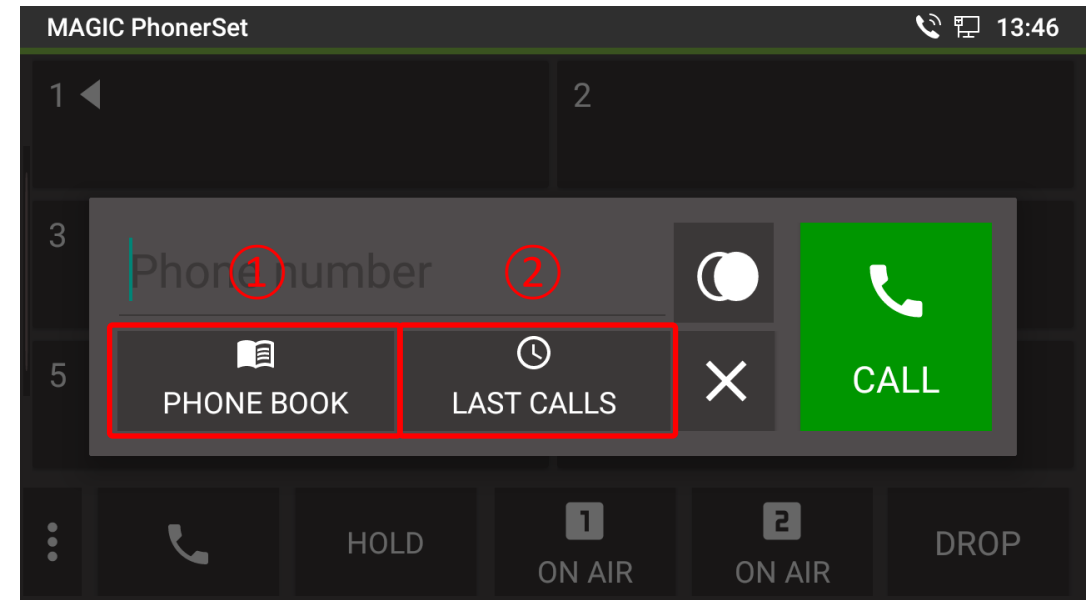 MAGIC PhonerSet 13:46
1 2
3
Phone number
① ②
5
PHONE BOOK LAST CALLS CALL
HOLD
1 2
ON AIR ON AIR DROP